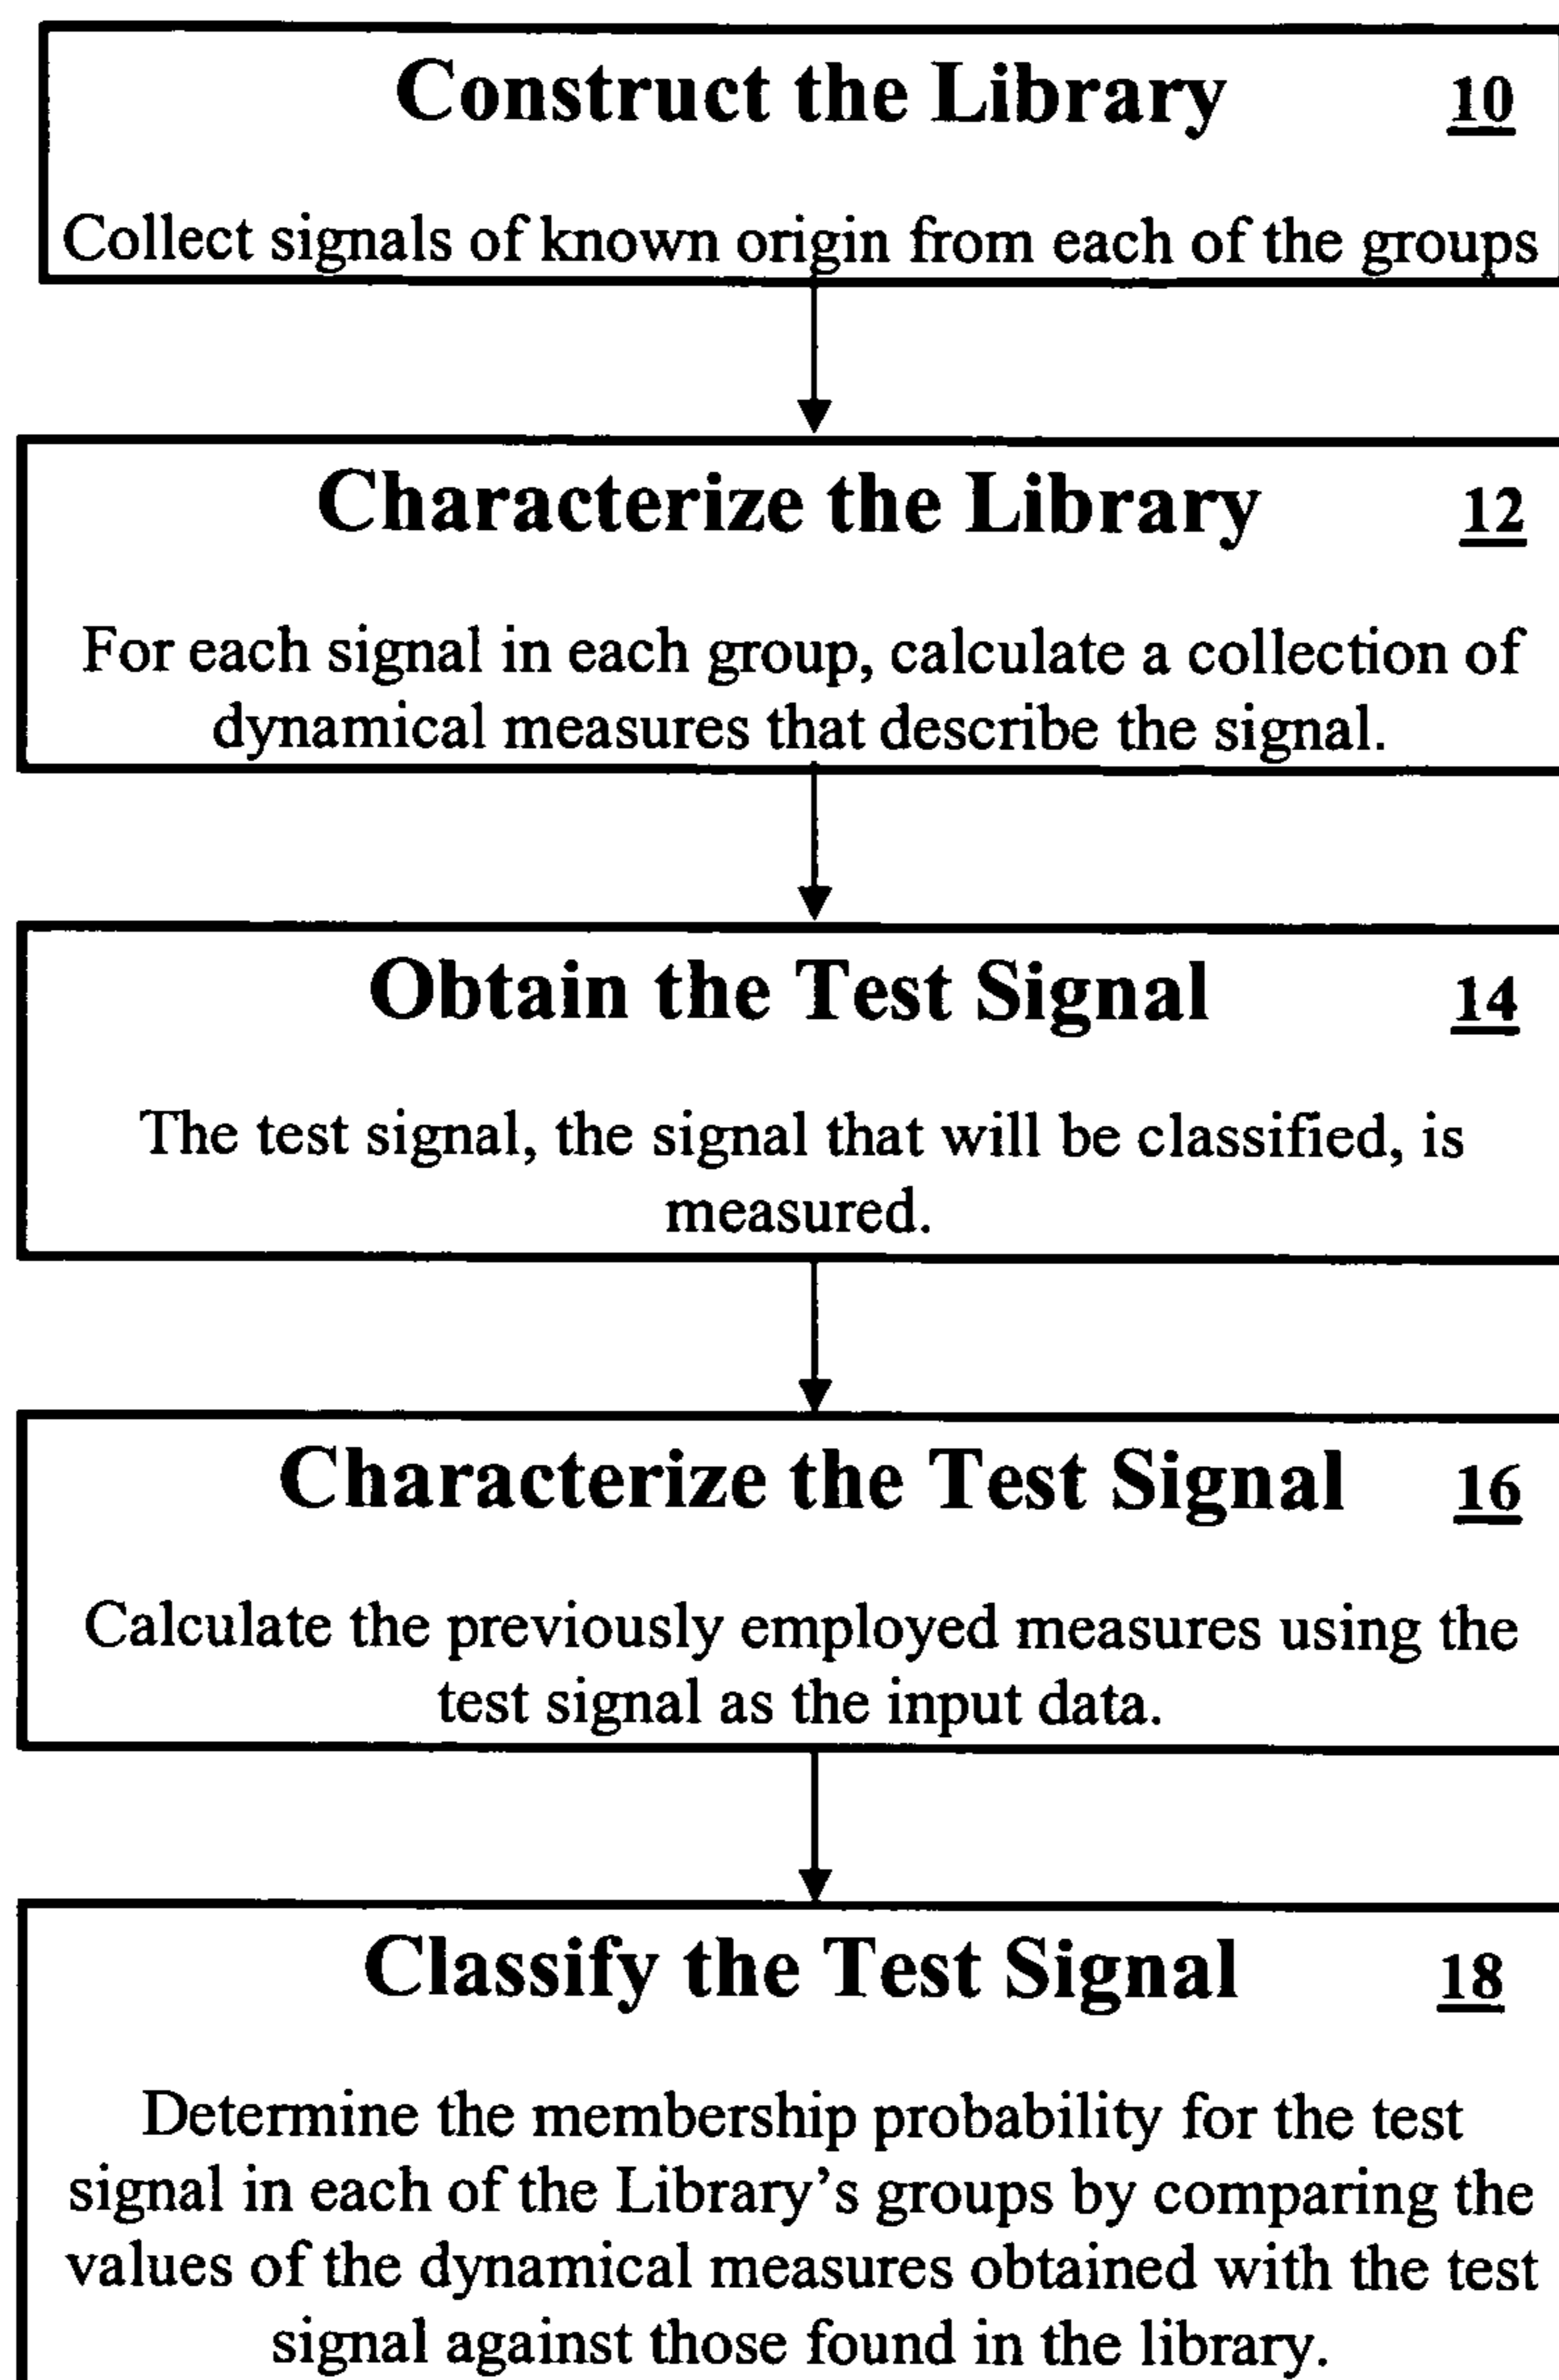 Construct the Library 10
Collect signals of known origin from each of the groups
Characterize the Library 12
For each signal in each group, calculate a collection of
dynamical measures that describe the signal.
Obtain the Test Signal 14
The test signal, the signal that will be classified, is
measured.
Characterize the Test Signal 16
Calculate the previously employed measures using the
test signal as the input data.
Classify the Test Signal 18
Determine the membership probability for the test
signal in each of the Library's groups by comparing the
values of the dynamical measures obtained with the test
signal against those found in the library.